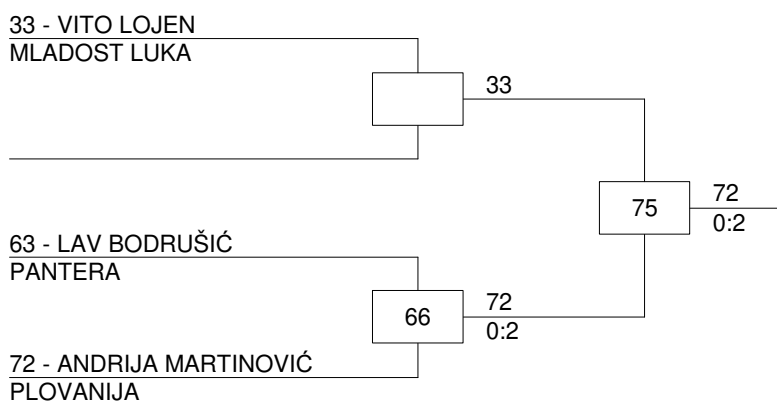 33 - VITO LOJEN
MLADOST LUKA
33
75
72
0:2
63 - LAV BODRUŠIĆ
PANTERA
66
72
0:2
72 - ANDRIJA MARTINOVIĆ
PLOVANIJA